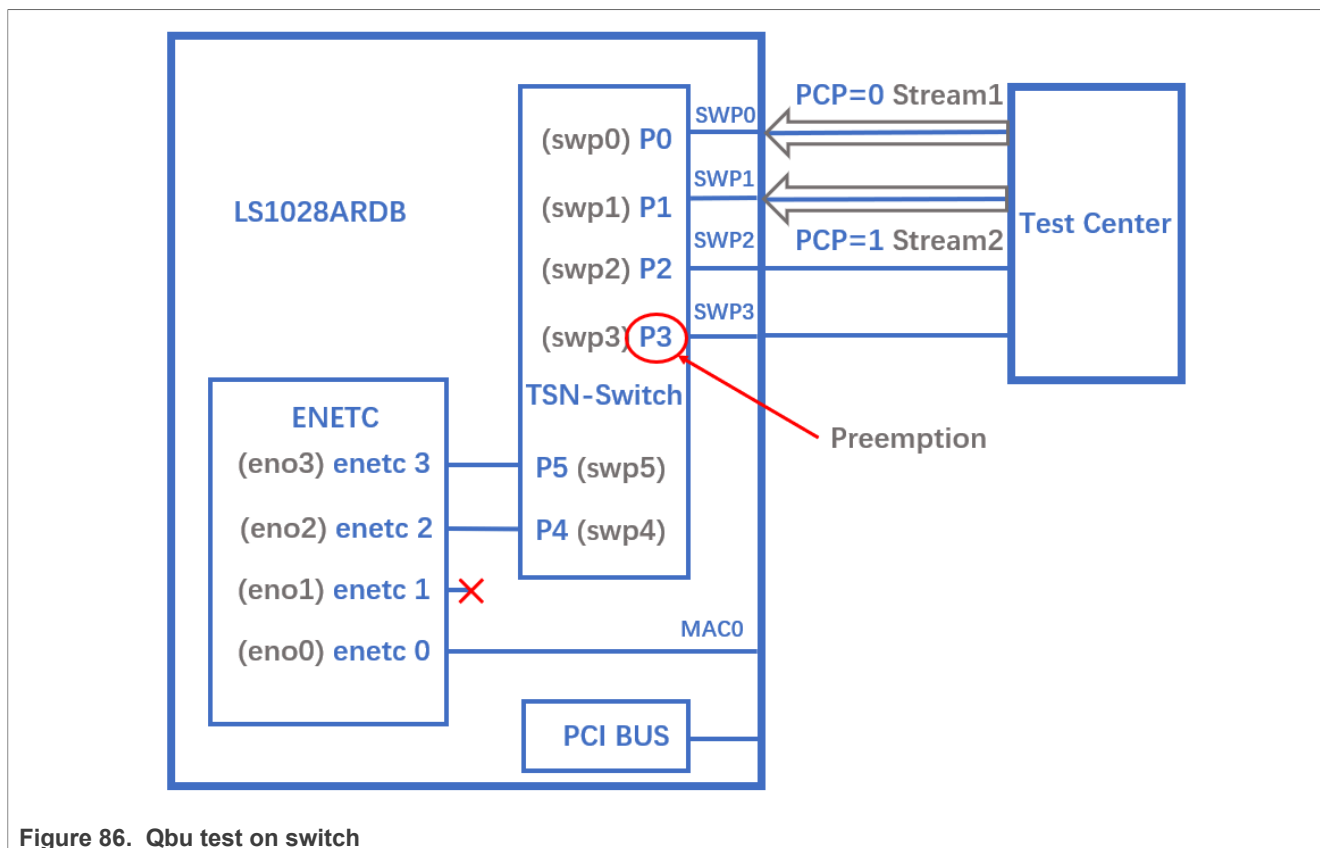 PCP=0 Stream1
SWP0
(swp0) P0
SWP1
(swp1) P1
LS1028ARDB
Test Center
SWP2
PCP=1 Stream2
(swp2) P2
SWP3
(swp3) P3
TSN-Switch
Preemption
ENETC
(eno3) enetc 3
P5 (swp5)
(eno2) enetc 2
P4 (swp4)
(eno1) enetc 1
MAC0
(eno0) enetc 0
PCI BUS
Figure 86. Qbu test on switch